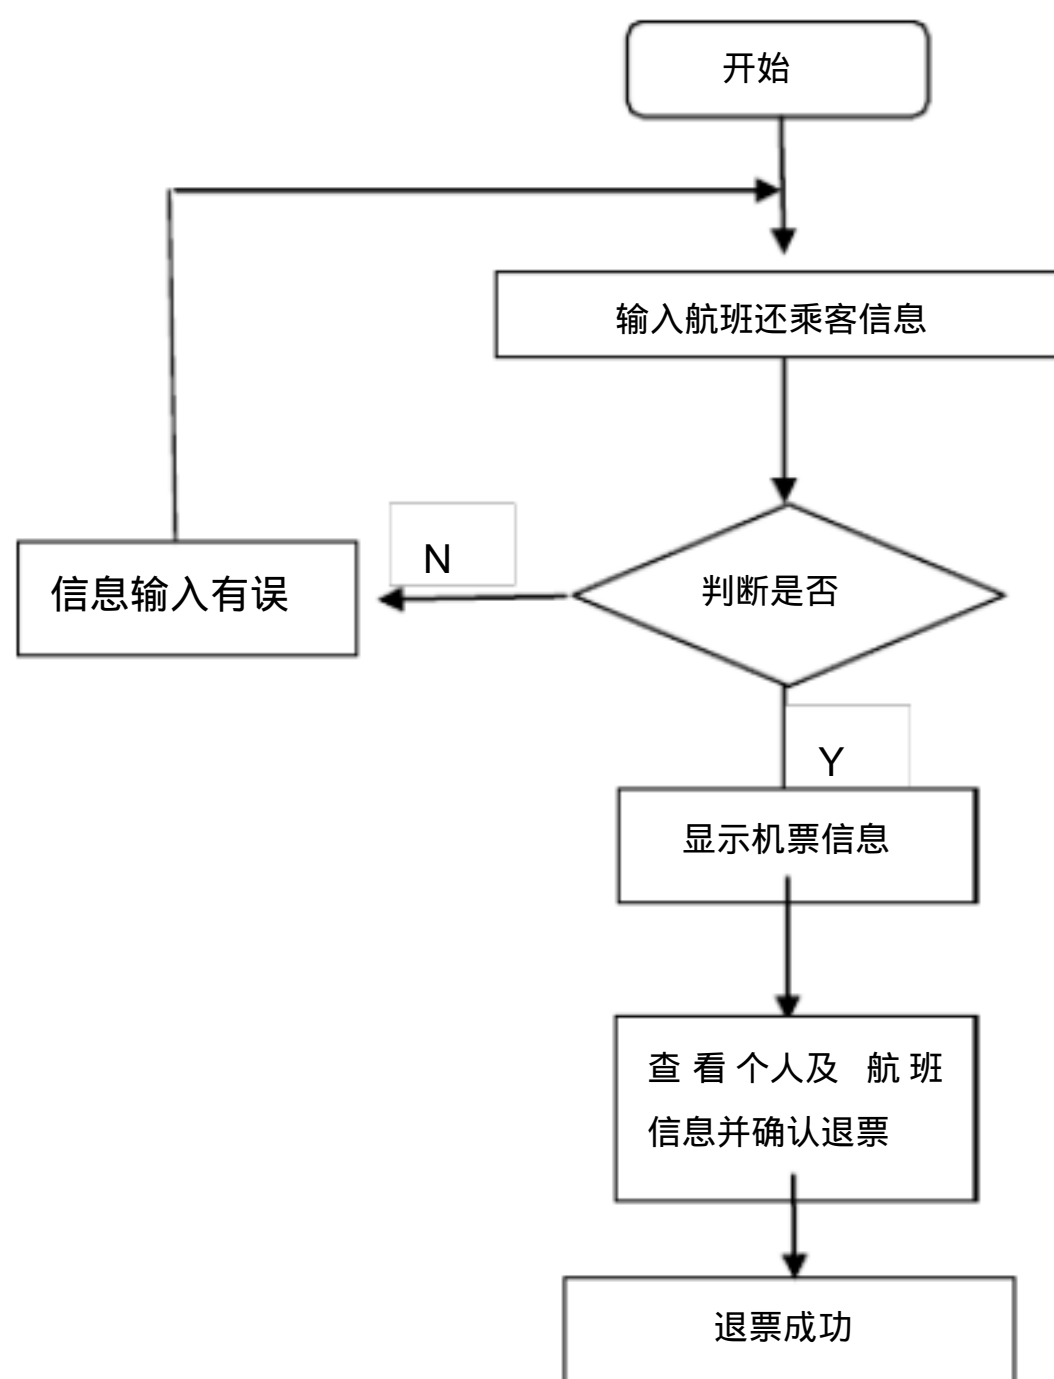 开始
输入航班还乘客信息
N
信息输入有误
判断是否
Y
显示机票信息
查 看 个人及 航 班
信息并确认退票
退票成功